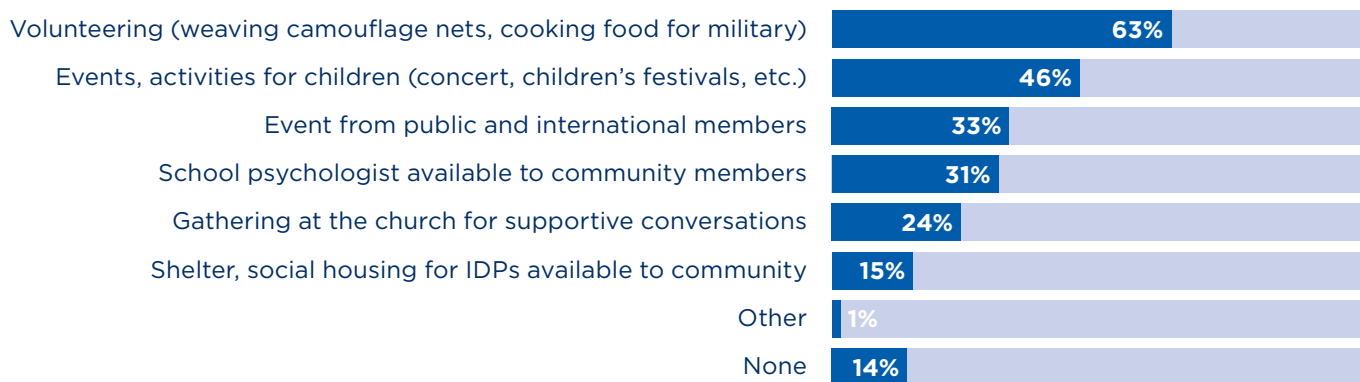 Volunteering (weaving camouflage nets, cooking food for military) 63%
Events, activities for children (concert, children’s festivals, etc.) 46%
Event from public and international members 33%
School psychologist available to community members 31%
Gathering at the church for supportive conversations 24%
Shelter, social housing for IDPs available to community 15%
Other 1%
None 14%